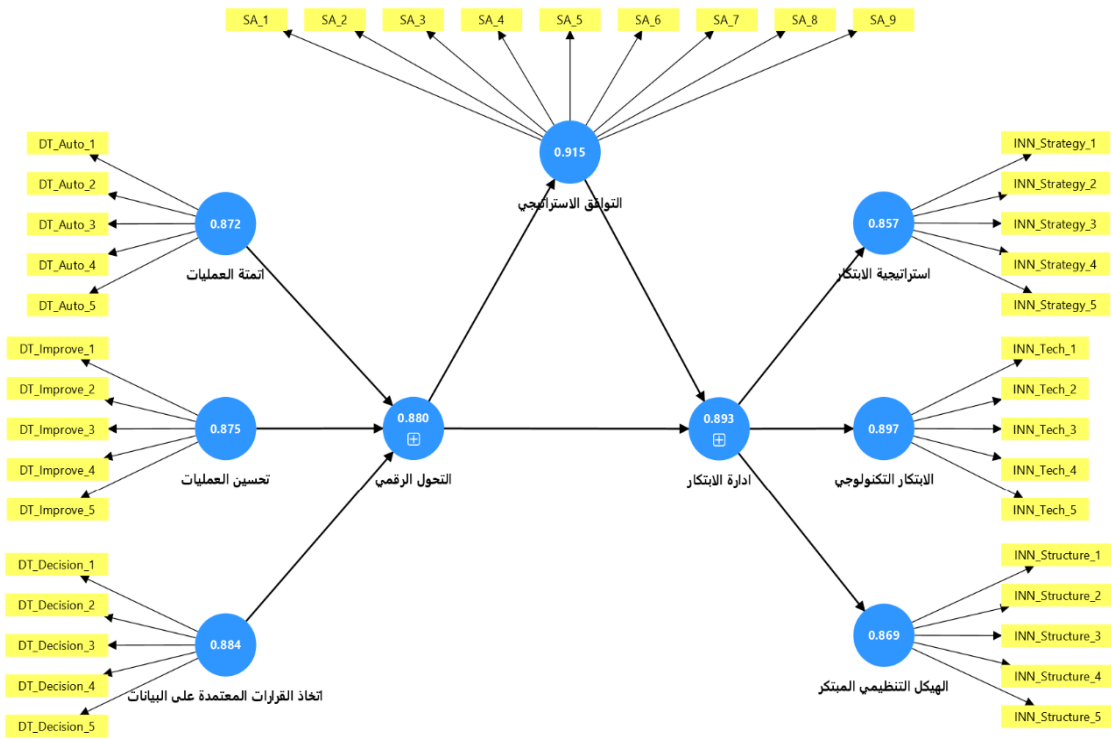 SA_1
SA_2
SA_3
SA_4
SA_5
SA_6
SA_7
SA_8
SA_9
0.915
التوافق الاستراتيجي
DT_Auto_1
DT_Auto_2
DT_Auto_3
DT_Auto_4
DT_Auto_5
0.872
اتمتة العمليات
DT_Improve_1
DT_Improve_2
DT_Improve_3
DT_Improve_4
DT_Improve_5
0.875
تحسين العمليات
DT_Decision_1
DT_Decision_2
DT_Decision_3
DT_Decision_4
DT_Decision_5
0.884
اتخاذ القرارات المعتمدة على البيانات
0.880
التحول الرقمي
0.893
ادارة الابتكار
0.857
استراتيجية الابتكار
INN_Strategy_1
INN_Strategy_2
INN_Strategy_3
INN_Strategy_4
INN_Strategy_5
0.897
الابتكار التكنولوجي
INN_Tech_1
INN_Tech_2
INN_Tech_3
INN_Tech_4
INN_Tech_5
0.869
الهيكل التنظيمي المبتكر
INN_Structure_1
INN_Structure_2
INN_Structure_3
INN_Structure_4
INN_Structure_5